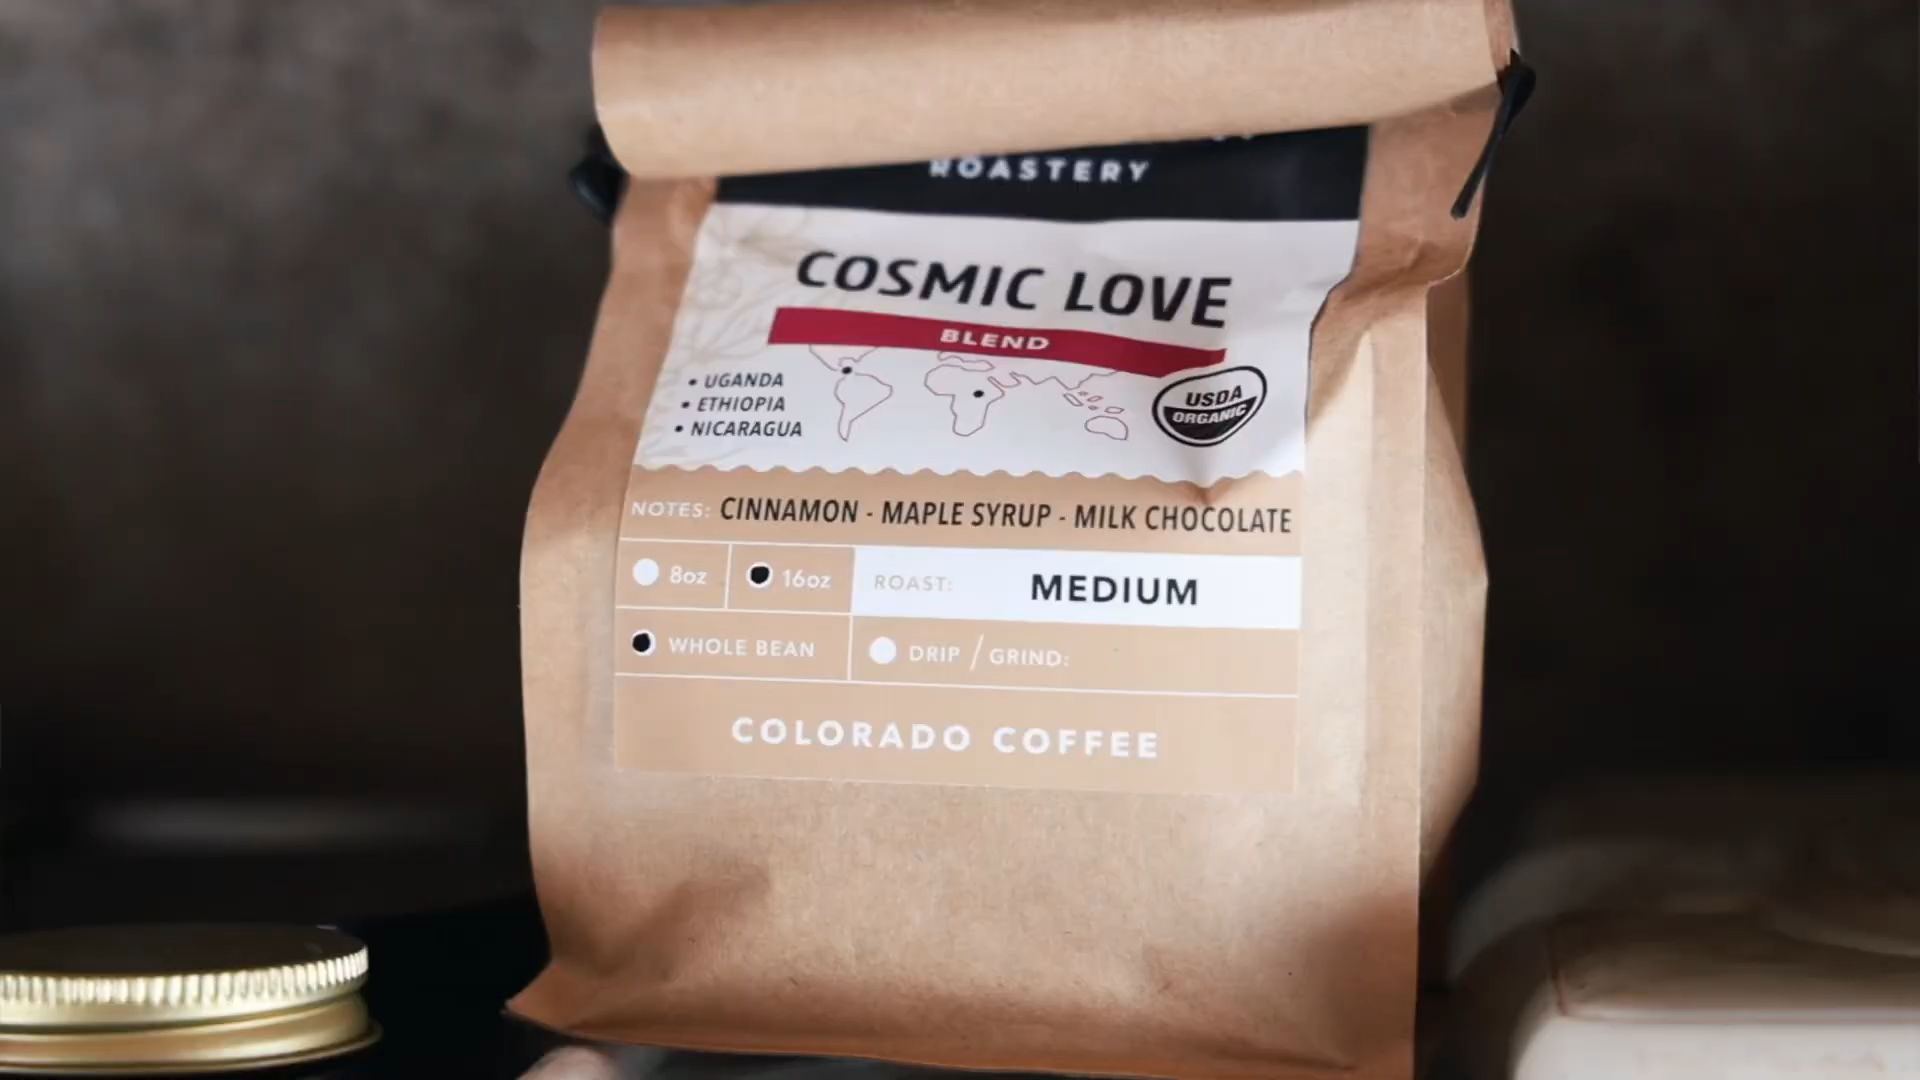 ROASTERY
COSMIC LOVE
BLEND
• UGANDA
• ETHIOPIA
• NICARAGUA
USDA
ORGANIC
NOTES: CINNAMON - MAPLE SYRUP - MILK CHOCOLATE
8oz 16oz ROAST: MEDIUM
WHOLE BEAN DRIP / GRIND:
COLORADO COFFEE